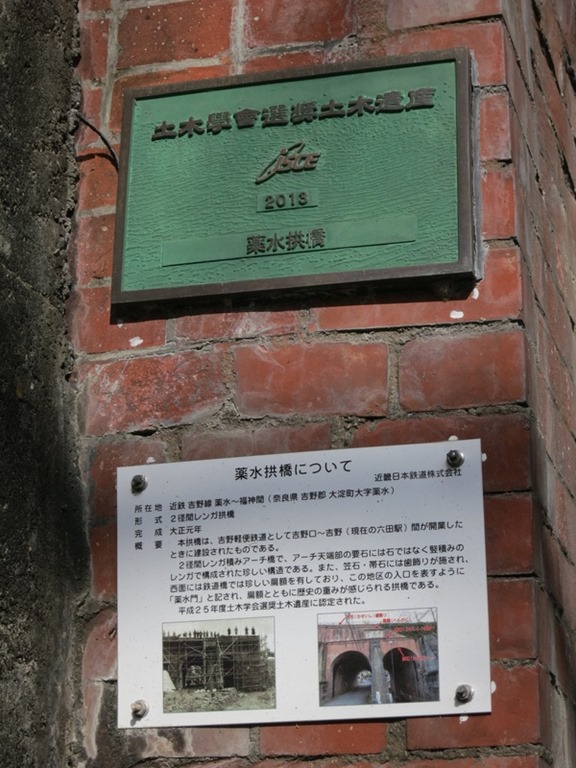 土木學會選奨土木遺産
JSCE
2013
薬水拱橋
薬水拱橋について
近畿日本鉄道株式会社
所在地　近鉄 吉野線 薬水～福神間（奈良県 吉野郡 大淀町大字薬水）
形　式　２径間レンガ拱橋
完　成　大正元年
概　要　本拱橋は、吉野軽便鉄道として吉野口～吉野（現在の六田駅）間が開業した
ときに建設されたものである。
２径間レンガ積みアーチ橋で、アーチ天端部の要石には石ではなく竪積みの
レンガで構成された珍しい構造である。また、笠石・帯石には歯飾りが施され、
西面には鉄道橋では珍しい扁額を有しており、この地区の入口を表すように
「薬水門」と記され、扁額とともに歴史の重みが感じられる拱橋である。
平成２５年度土木学会選奨土木遺産に認定された。